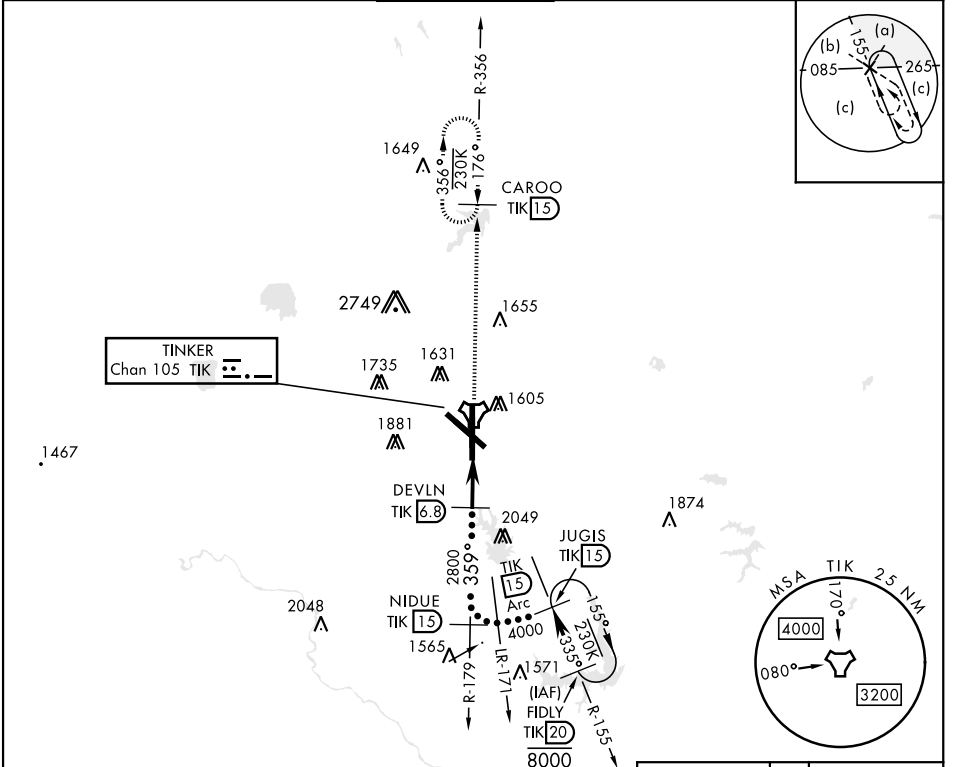 R-356
(a)
155°
(b)
085
265
(c)
(c)
1649
356°
230K
176°
CAROO
TIK 15
2749
1655
TINKER
Chan 105 TIK
1735
1631
1605
1881
1467
DEVLN
TIK 6.8
2049
1874
JUGIS
TIK 15
2800
359°
TIK
15
Arc
4000
NIDUE
TIK 15
2048
1565
155°
230K
335°
R-179
LR-171
1571
(IAF)
FIDLY
TIK 20
8000
R-155
MSA TIK 25 NM
170°
4000
080°
3200